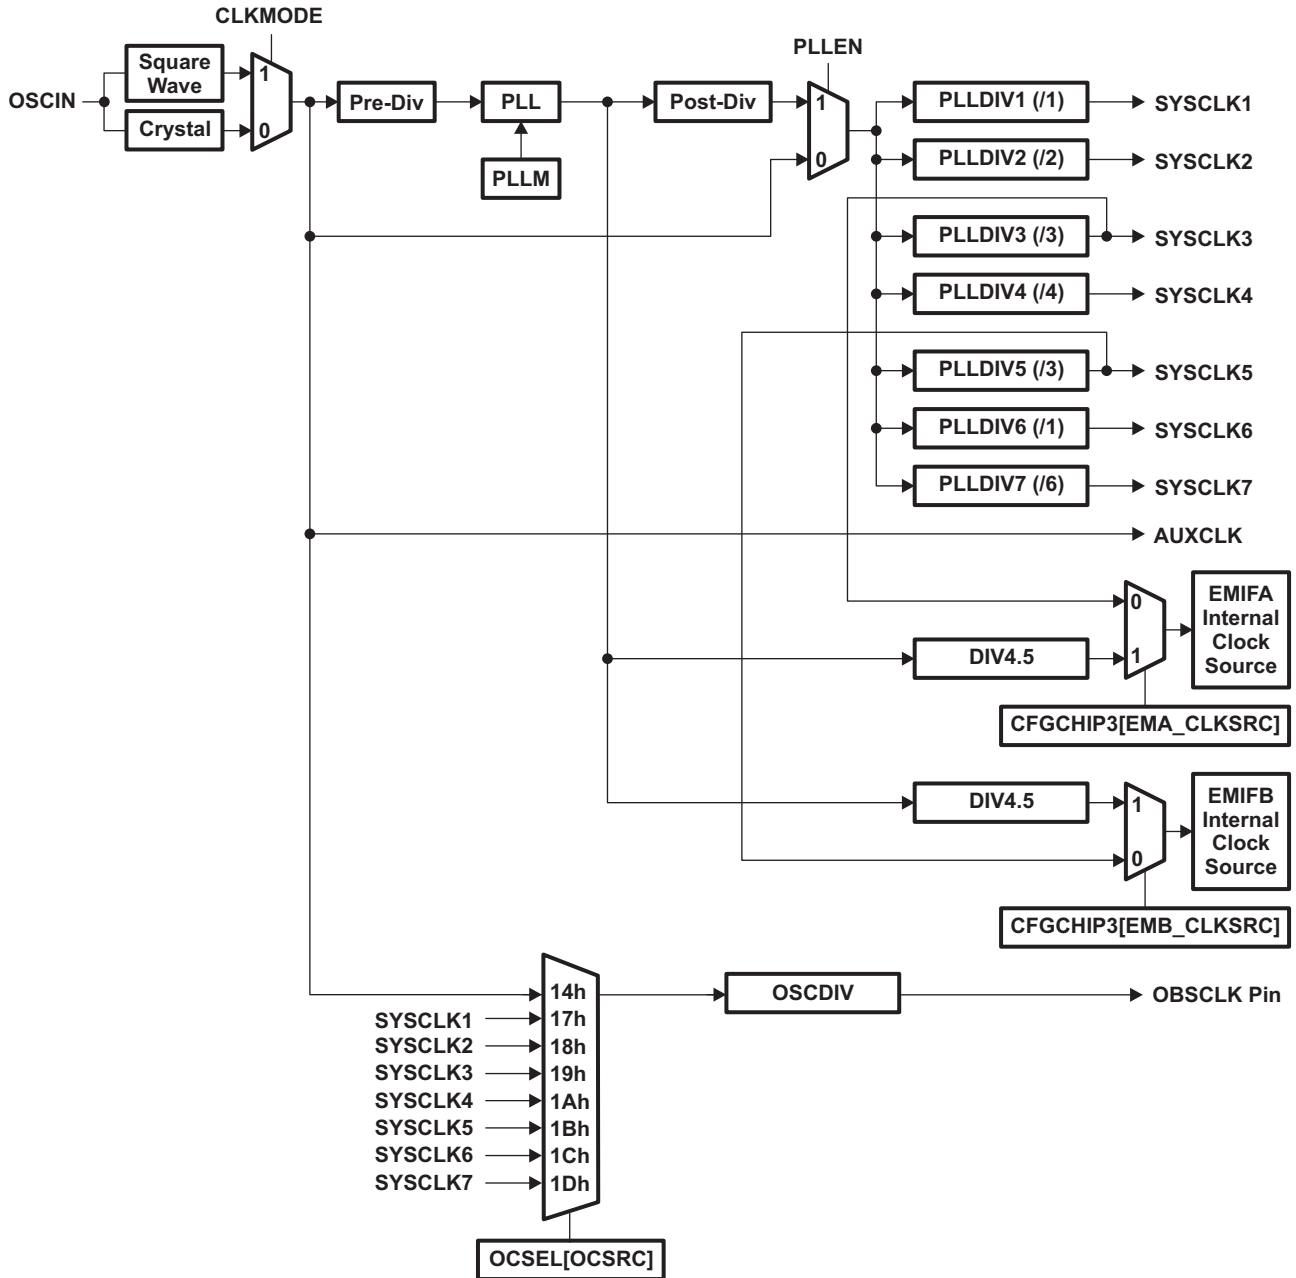 CLKMODE
Square
Wave
OSCIN
Crystal
1
0
Pre-Div
PLL
PLLM
Post-Div
PLLEN
1
0
PLLDIV1 (/1)
SYSCLK1
PLLDIV2 (/2)
SYSCLK2
PLLDIV3 (/3)
SYSCLK3
PLLDIV4 (/4)
SYSCLK4
PLLDIV5 (/3)
SYSCLK5
PLLDIV6 (/1)
SYSCLK6
PLLDIV7 (/6)
SYSCLK7
AUXCLK
0
1
EMIFA
Internal
Clock
Source
DIV4.5
CFGCHIP3[EMA_CLKSRC]
DIV4.5
1
0
EMIFB
Internal
Clock
Source
CFGCHIP3[EMB_CLKSRC]
14h
OSCDIV
OBSCLK Pin
SYSCLK1
17h
SYSCLK2
18h
SYSCLK3
19h
SYSCLK4
1Ah
SYSCLK5
1Bh
SYSCLK6
1Ch
SYSCLK7
1Dh
OCSEL[OCSRC]